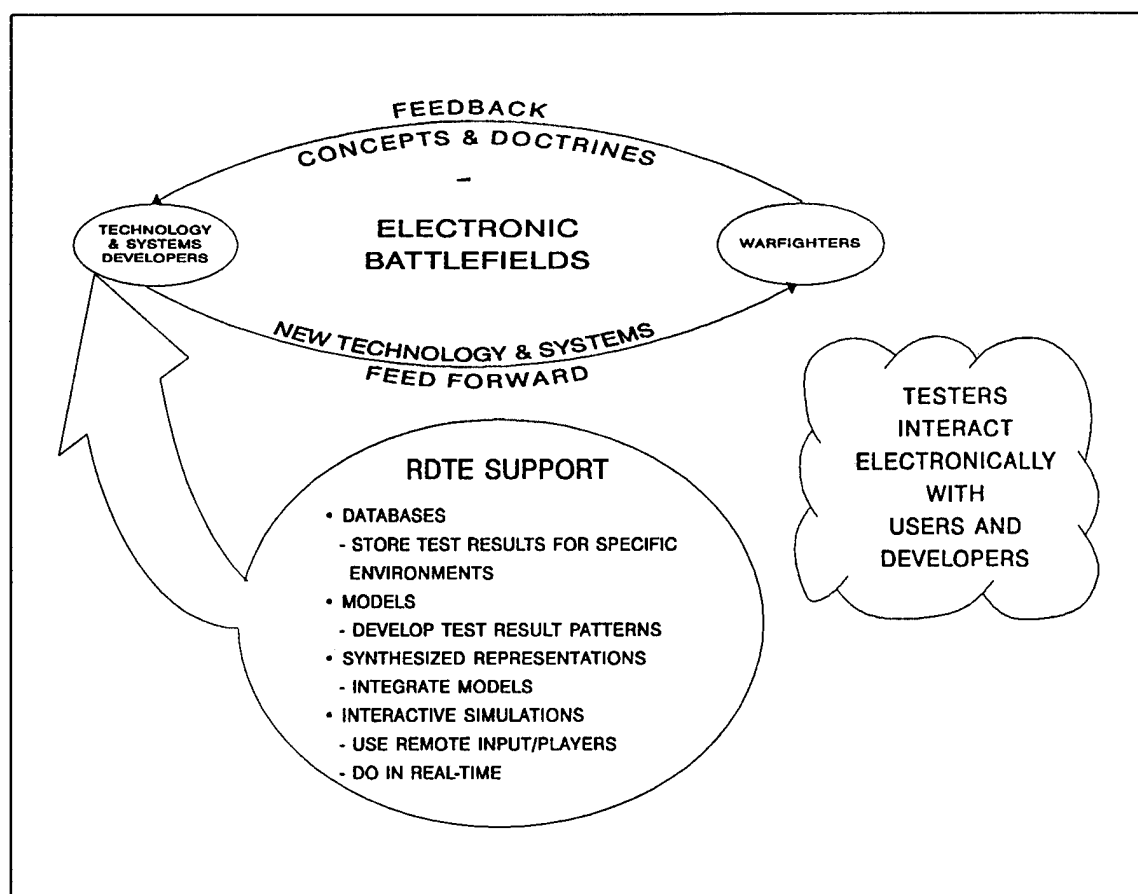 FEEDBACK
CONCEPTS & DOCTRINES
TECHNOLOGY
& SYSTEMS
DEVELOPERS
ELECTRONIC
BATTLEFIELDS
WARFIGHTERS
NEW TECHNOLOGY & SYSTEMS
FEED FORWARD
TESTERS
INTERACT
ELECTRONICALLY
WITH
USERS AND
DEVELOPERS
RDTE SUPPORT
• DATABASES
- STORE TEST RESULTS FOR SPECIFIC
ENVIRONMENTS
• MODELS
- DEVELOP TEST RESULT PATTERNS
• SYNTHESIZED REPRESENTATIONS
- INTEGRATE MODELS
• INTERACTIVE SIMULATIONS
- USE REMOTE INPUT/PLAYERS
- DO IN REAL-TIME